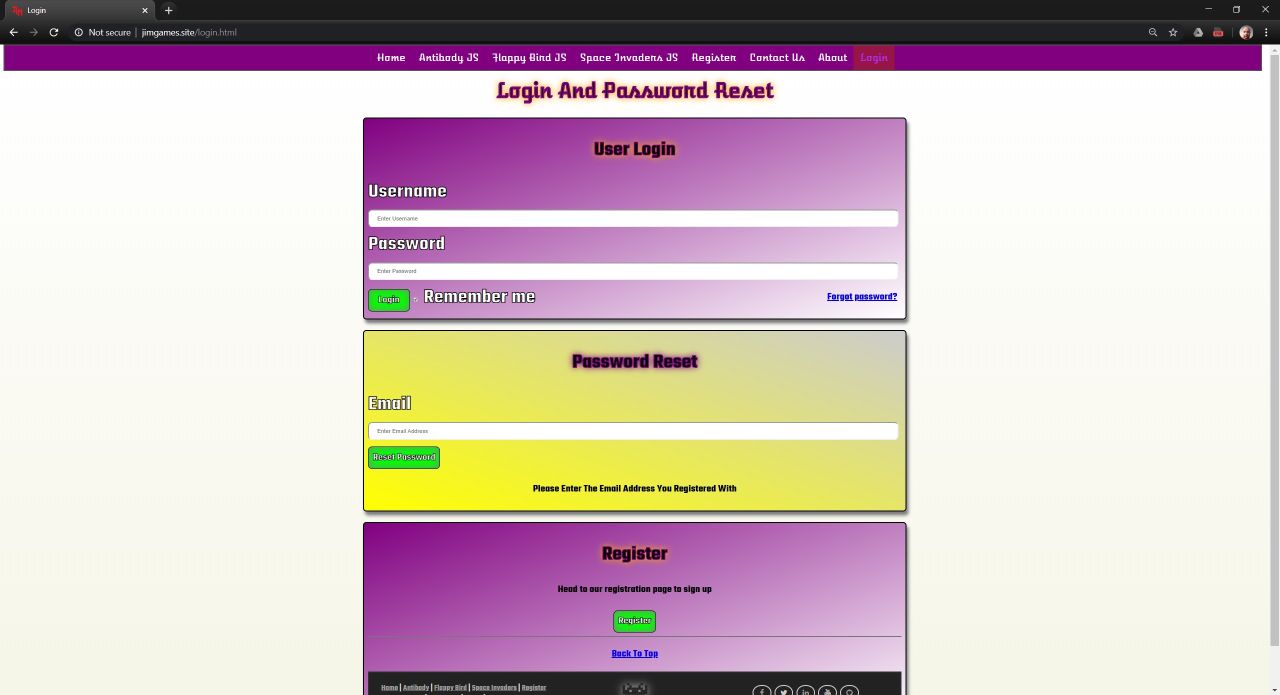 Login
Not secure | jimgames.site/login.html
Home Antibody JS Flappy Bird JS Space Invaders JS Register Contact Us About Login
Login And Password Reset
User Login
Username
Enter Username
Password
Enter Password
Login Remember me Forgot password?
Password Reset
Email
Enter Email Address
Reset Password
Please Enter The Email Address You Registered With
Register
Head to our registration page to sign up
Register
Back To Top
Home | Antibody | Flappy Bird | Space Invaders | Register